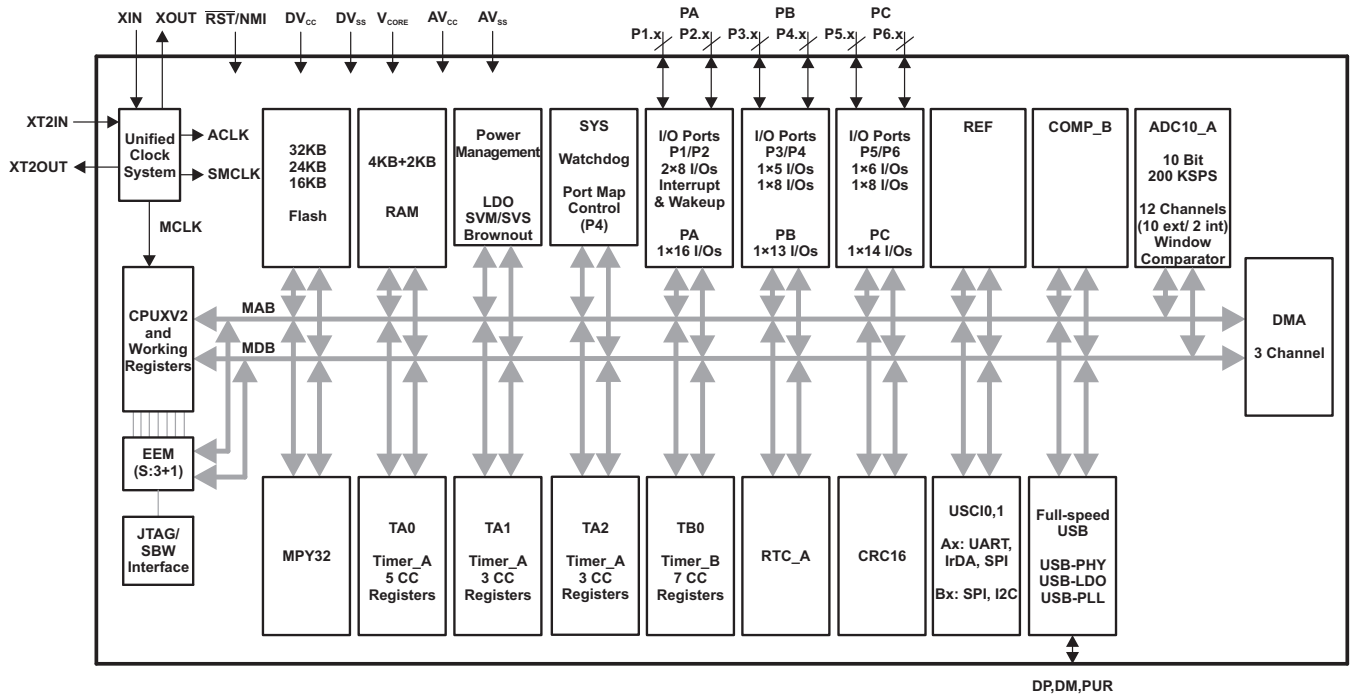 XIN
XOUT
RST/NMI
DVCC
DVSS
VCORE
AVCC
AVSS
PA
P1.x
P2.x
PB
P3.x
P4.x
PC
P5.x
P6.x
XT2IN
XT2OUT
Unified
Clock
System
ACLK
SMCLK
MCLK
32KB
24KB
16KB
Flash
4KB+2KB
RAM
Power
Management
LDO
SVM/SVS
Brownout
SYS
Watchdog
Port Map
Control
(P4)
I/O Ports
P1/P2
2×8 I/Os
Interrupt
& Wakeup
PA
1×16 I/Os
I/O Ports
P3/P4
1×5 I/Os
1×8 I/Os
PB
1×13 I/Os
I/O Ports
P5/P6
1×6 I/Os
1×8 I/Os
PC
1×14 I/Os
REF
COMP_B
ADC10_A
10 Bit
200 KSPS
12 Channels
(10 ext/ 2 int)
Window
Comparator
CPUXV2
and
Working
Registers
MAB
MDB
DMA
3 Channel
EEM
(S:3+1)
JTAG/
SBW
Interface
MPY32
TA0
Timer_A
5 CC
Registers
TA1
Timer_A
3 CC
Registers
TA2
Timer_A
3 CC
Registers
TB0
Timer_B
7 CC
Registers
RTC_A
CRC16
USCI0,1
Ax: UART,
IrDA, SPI
Bx: SPI, I2C
Full-speed
USB
USB-PHY
USB-LDO
USB-PLL
DP,DM,PUR